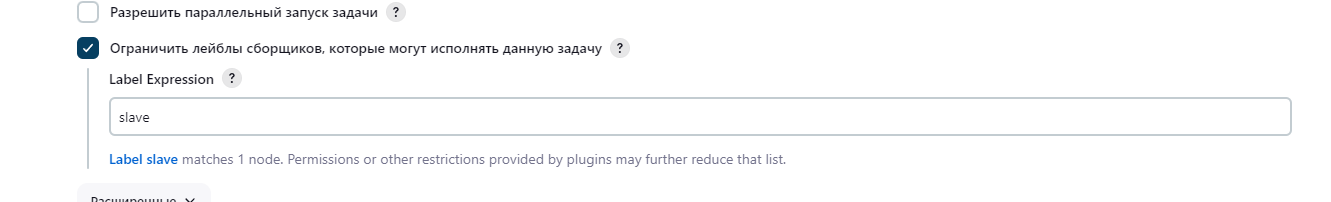 Разрешить параллельный запуск задачи ?
Ограничить лейблы сборщиков, которые могут исполнять данную задачу ?
Label Expression ?
slave
Label slave matches 1 node. Permissions or other restrictions provided by plugins may further reduce that list.
Расширенные